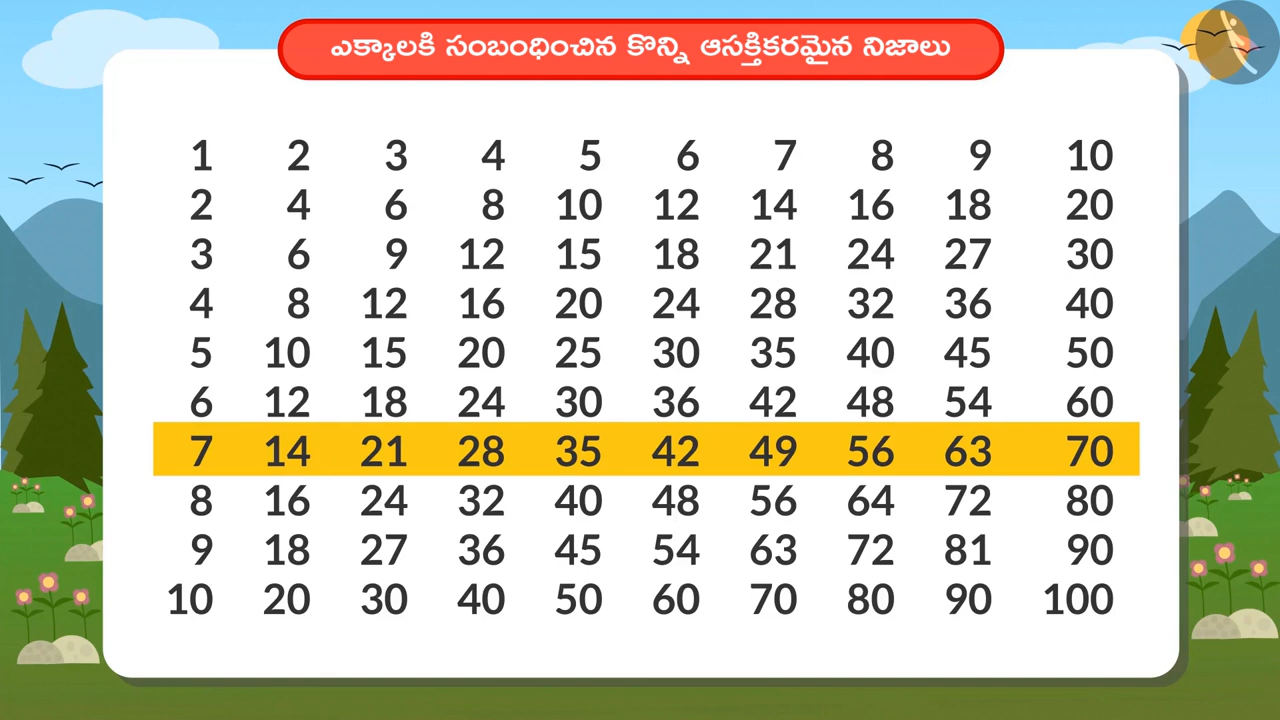 ఎక్కాలకి సంబంధించిన కొన్ని ఆసక్తికరమైన నిజాలు
1 2 3 4 5 6 7 8 9 10
2 4 6 8 10 12 14 16 18 20
3 6 9 12 15 18 21 24 27 30
4 8 12 16 20 24 28 32 36 40
5 10 15 20 25 30 35 40 45 50
6 12 18 24 30 36 42 48 54 60
7 14 21 28 35 42 49 56 63 70
8 16 24 32 40 48 56 64 72 80
9 18 27 36 45 54 63 72 81 90
10 20 30 40 50 60 70 80 90 100